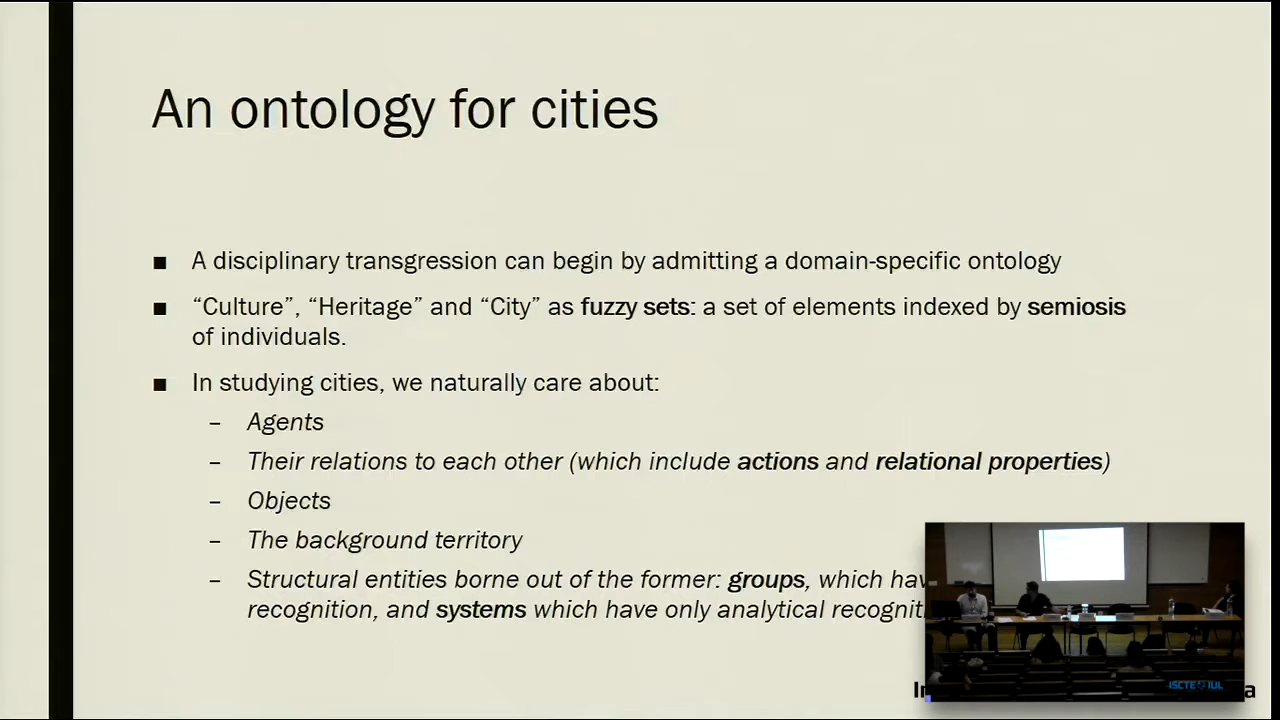 An ontology for cities
■ A disciplinary transgression can begin by admitting a domain-specific ontology
■ “Culture”, “Heritage” and “City” as fuzzy sets: a set of elements indexed by semiosis
of individuals.
■ In studying cities, we naturally care about:
– Agents
– Their relations to each other (which include actions and relational properties)
– Objects
– The background territory
– Structural entities borne out of the former: groups, which
recognition, and systems which have only analytical
ISCTE IUL